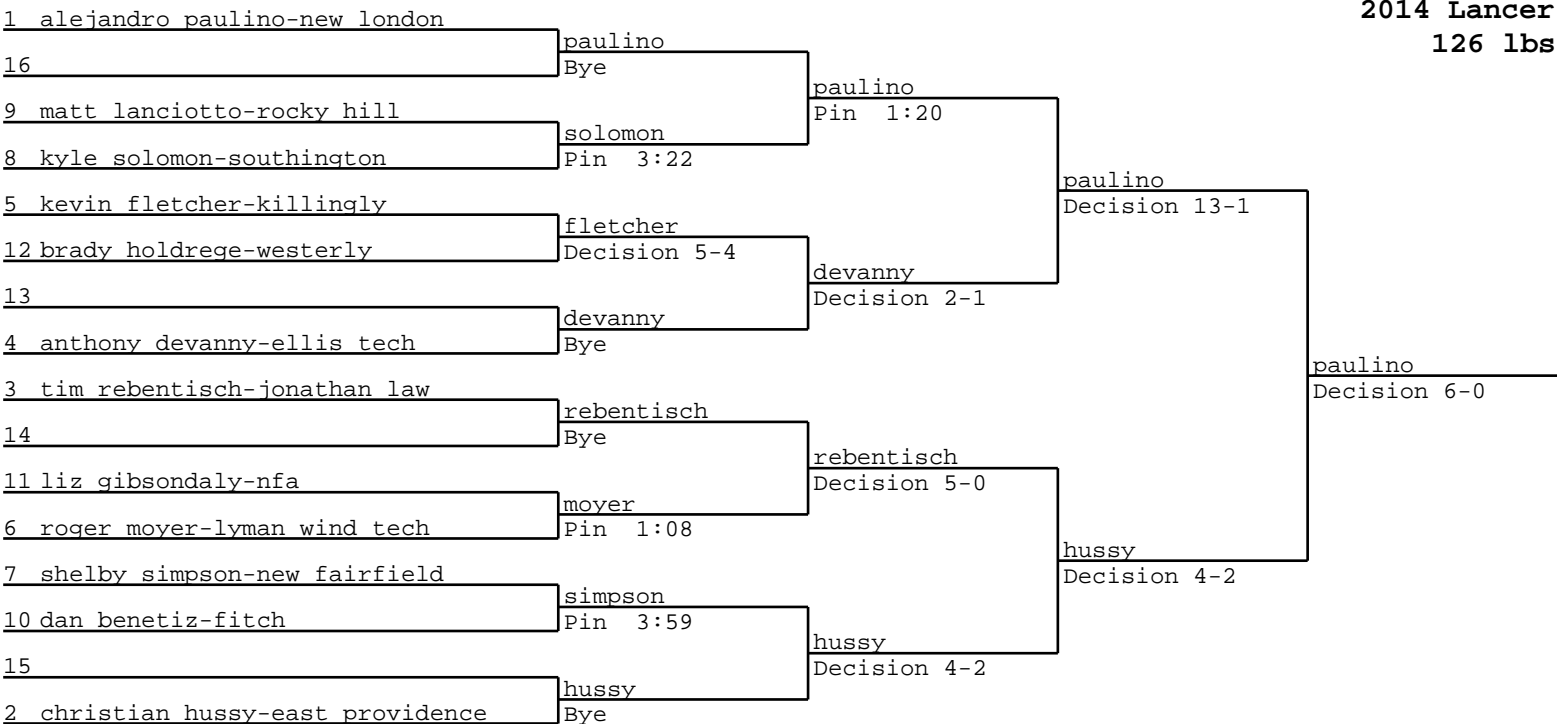 2014 Lancer
126 lbs
1 alejandro paulino-new london
16
9 matt lanciotto-rocky hill
8 kyle solomon-southington
5 kevin fletcher-killingly
12 brady holdrege-westerly
13
4 anthony devanny-ellis tech
3 tim rebentisch-jonathan law
14
11 liz gibsondaly-nfa
6 roger moyer-lyman wind tech
7 shelby simpson-new fairfield
10 dan benetiz-fitch
15
2 christian hussy-east providence
paulino
Bye
solomon
Pin 3:22
fletcher
Decision 5-4
devanny
Bye
rebentisch
Bye
moyer
Pin 1:08
simpson
Pin 3:59
hussy
Bye
paulino
Pin 1:20
devanny
Decision 2-1
rebentisch
Decision 5-0
hussy
Decision 4-2
paulino
Decision 13-1
hussy
Decision 4-2
paulino
Decision 6-0